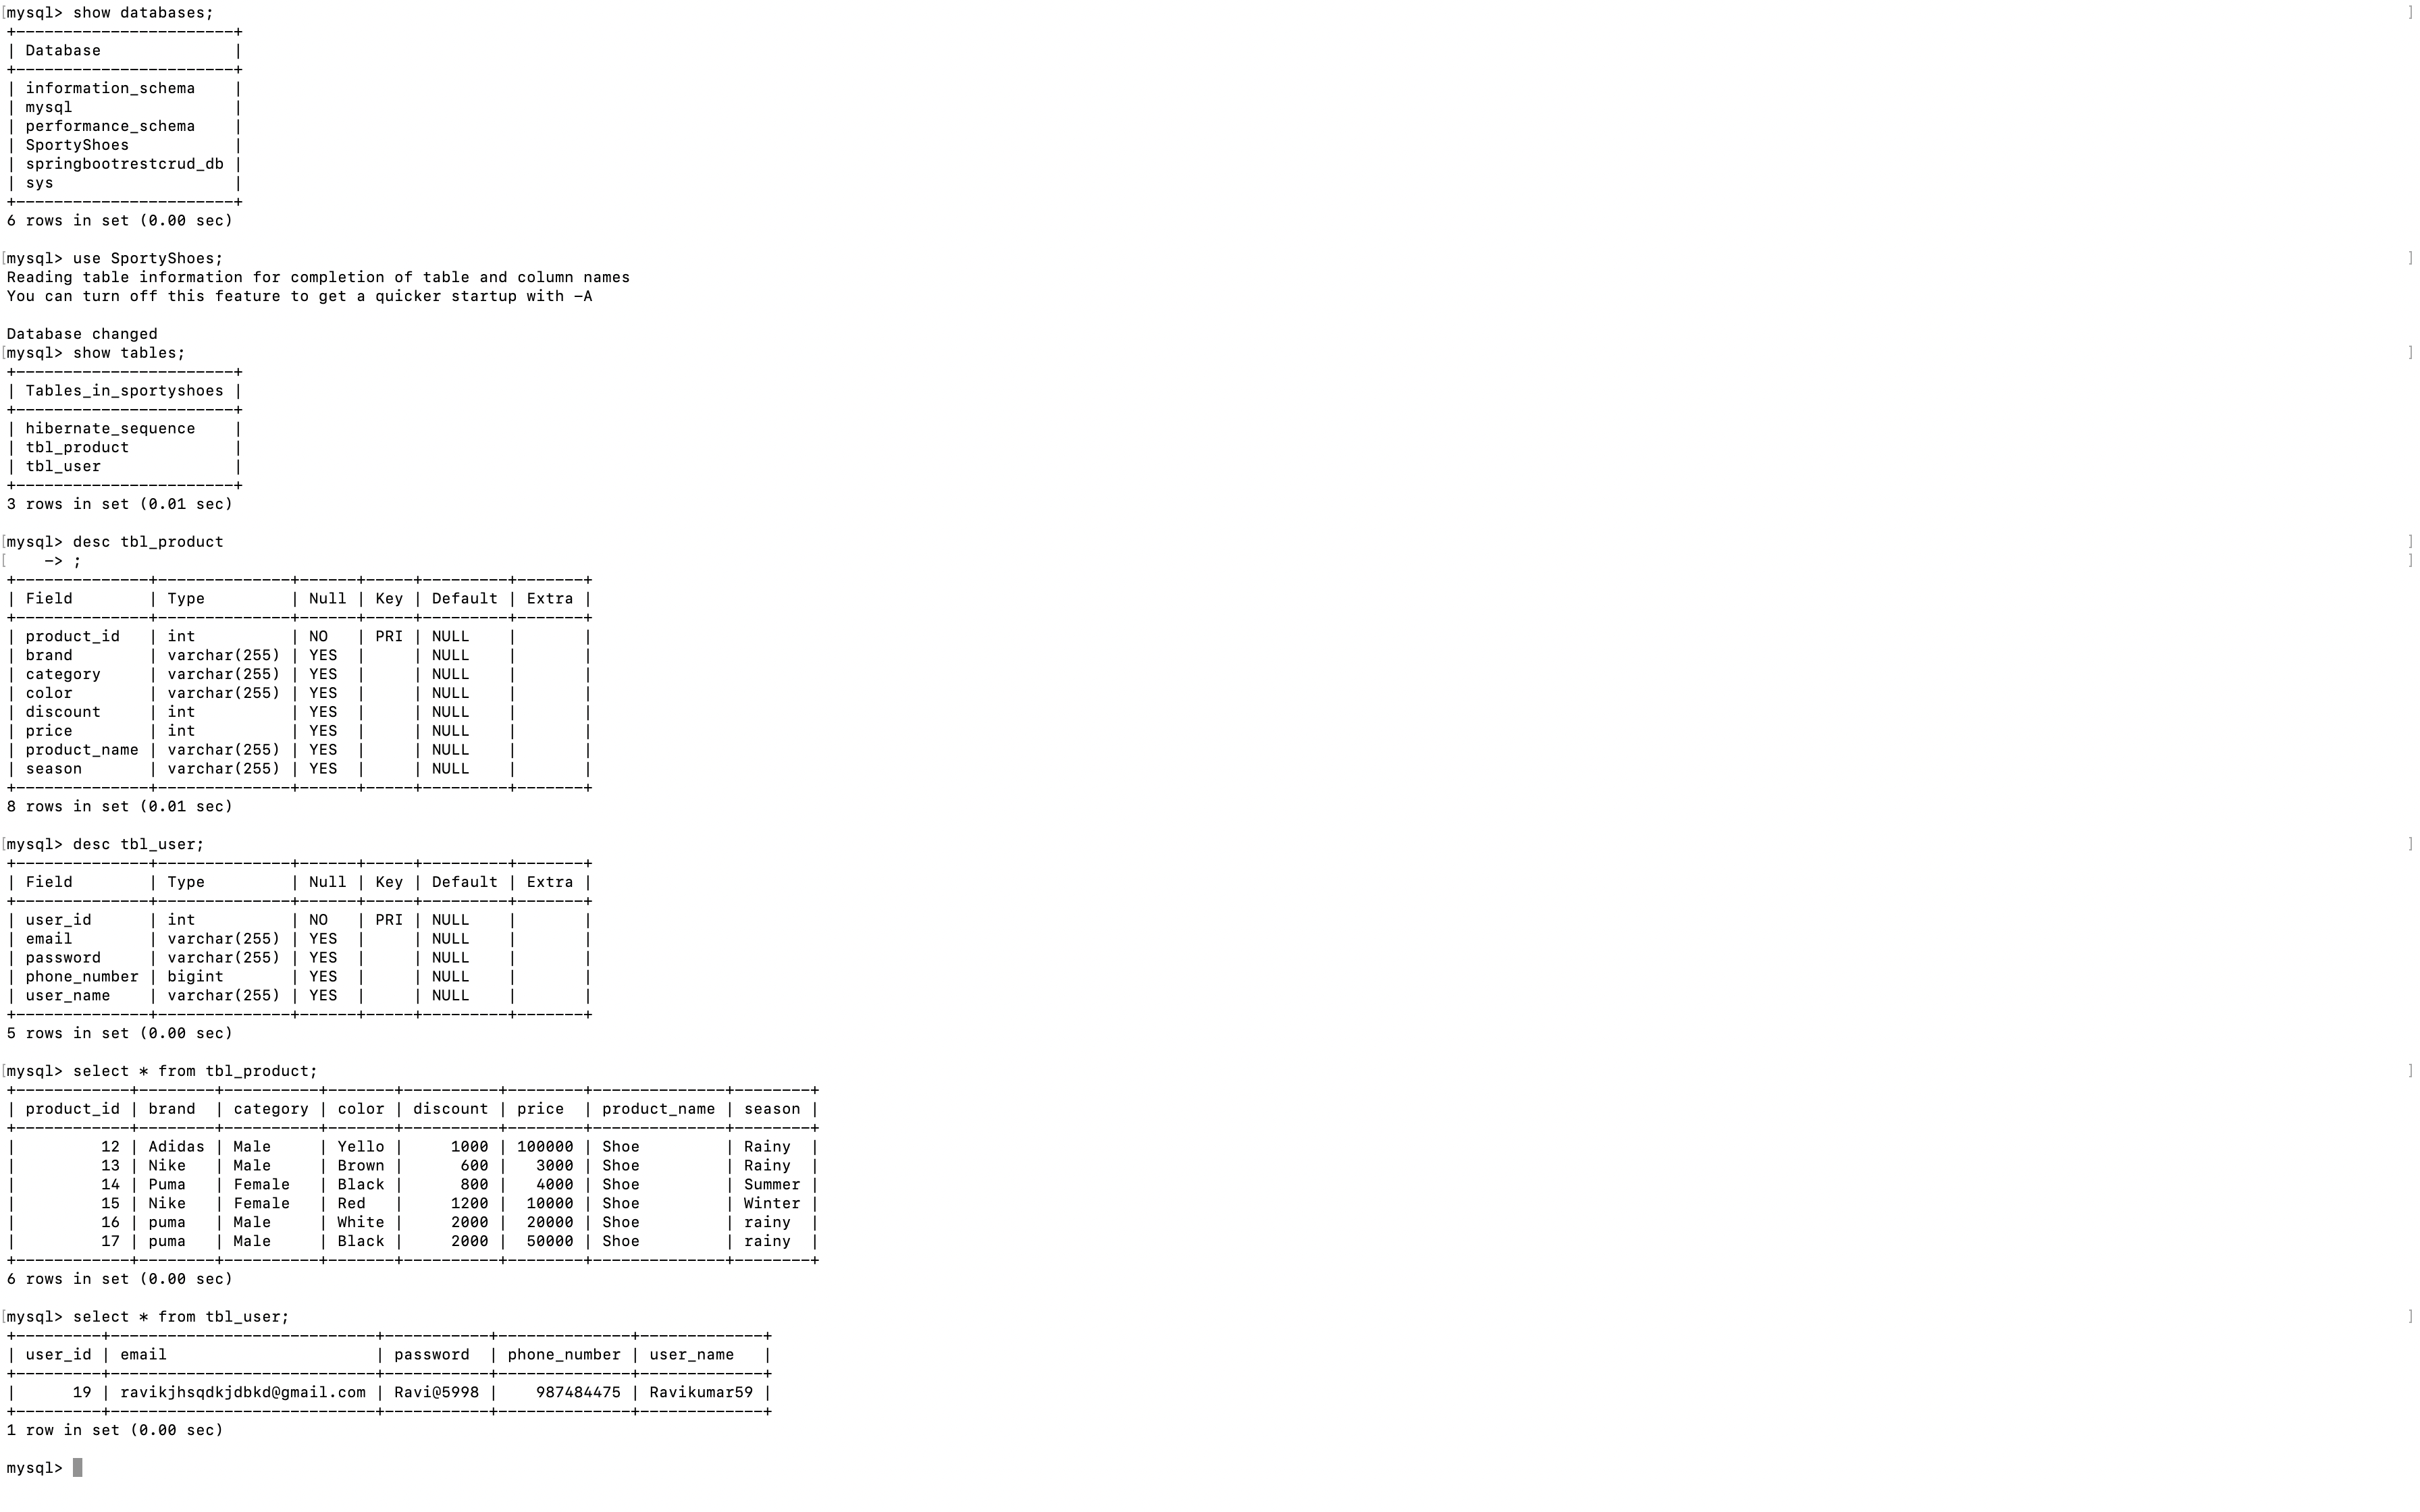 [mysql> show databases; ]
+-----------------------+
| Database              |
+-----------------------+
| information_schema    |
| mysql                 |
| performance_schema    |
| SportyShoes           |
| springbootrestcrud_db |
| sys                   |
+-----------------------+
6 rows in set (0.00 sec)

[mysql> use SportyShoes; ]
Reading table information for completion of table and column names
You can turn off this feature to get a quicker startup with -A

Database changed
[mysql> show tables; ]
+-----------------------+
| Tables_in_sportyshoes |
+-----------------------+
| hibernate_sequence    |
| tbl_product           |
| tbl_user              |
+-----------------------+
3 rows in set (0.01 sec)

[mysql> desc tbl_product ]
[    -> ; ]
+--------------+--------------+------+-----+---------+-------+
| Field        | Type         | Null | Key | Default | Extra |
+--------------+--------------+------+-----+---------+-------+
| product_id   | int          | NO   | PRI | NULL    |       |
| brand        | varchar(255) | YES  |     | NULL    |       |
| category     | varchar(255) | YES  |     | NULL    |       |
| color        | varchar(255) | YES  |     | NULL    |       |
| discount     | int          | YES  |     | NULL    |       |
| price        | int          | YES  |     | NULL    |       |
| product_name | varchar(255) | YES  |     | NULL    |       |
| season       | varchar(255) | YES  |     | NULL    |       |
+--------------+--------------+------+-----+---------+-------+
8 rows in set (0.01 sec)

[mysql> desc tbl_user; ]
+--------------+--------------+------+-----+---------+-------+
| Field        | Type         | Null | Key | Default | Extra |
+--------------+--------------+------+-----+---------+-------+
| user_id      | int          | NO   | PRI | NULL    |       |
| email        | varchar(255) | YES  |     | NULL    |       |
| password     | varchar(255) | YES  |     | NULL    |       |
| phone_number | bigint       | YES  |     | NULL    |       |
| user_name    | varchar(255) | YES  |     | NULL    |       |
+--------------+--------------+------+-----+---------+-------+
5 rows in set (0.00 sec)

[mysql> select * from tbl_product; ]
+------------+--------+----------+--------+----------+--------+--------------+--------+
| product_id | brand  | category | color | discount | price  | product_name | season |
+------------+--------+----------+--------+----------+--------+--------------+--------+
|         12 | Adidas | Male     | Yello |     1000 | 100000 | Shoe         | Rainy  |
|         13 | Nike   | Male     | Brown |      600 |   3000 | Shoe         | Rainy  |
|         14 | Puma   | Female   | Black |      800 |   4000 | Shoe         | Summer |
|         15 | Nike   | Female   | Red   |     1200 |  10000 | Shoe         | Winter |
|         16 | puma   | Male     | White |     2000 |  20000 | Shoe         | rainy  |
|         17 | puma   | Male     | Black |     2000 |  50000 | Shoe         | rainy  |
+------------+--------+----------+--------+----------+--------+--------------+--------+
6 rows in set (0.00 sec)

[mysql> select * from tbl_user; ]
+---------+----------------------------+-----------+--------------+-------------+
| user_id | email                      | password  | phone_number | user_name   |
+---------+----------------------------+-----------+--------------+-------------+
|      19 | ravikjhsqdkjdbkd@gmail.com | Ravi@5998 |    987484475 | Ravikumar59 |
+---------+----------------------------+-----------+--------------+-------------+
1 row in set (0.00 sec)

mysql>